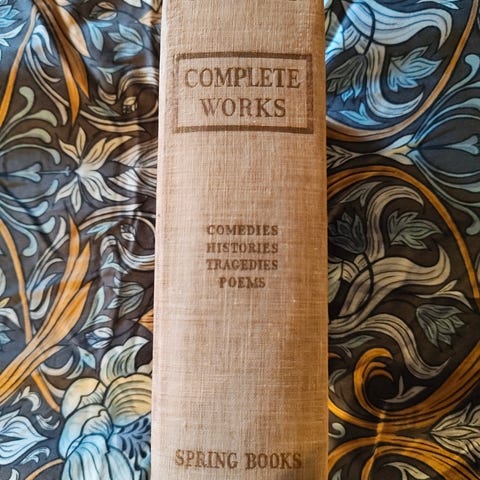 COMPLETE
WORKS
COMEDIES
HISTORIES
TRAGEDIES
POEMS
SPRING BOOKS